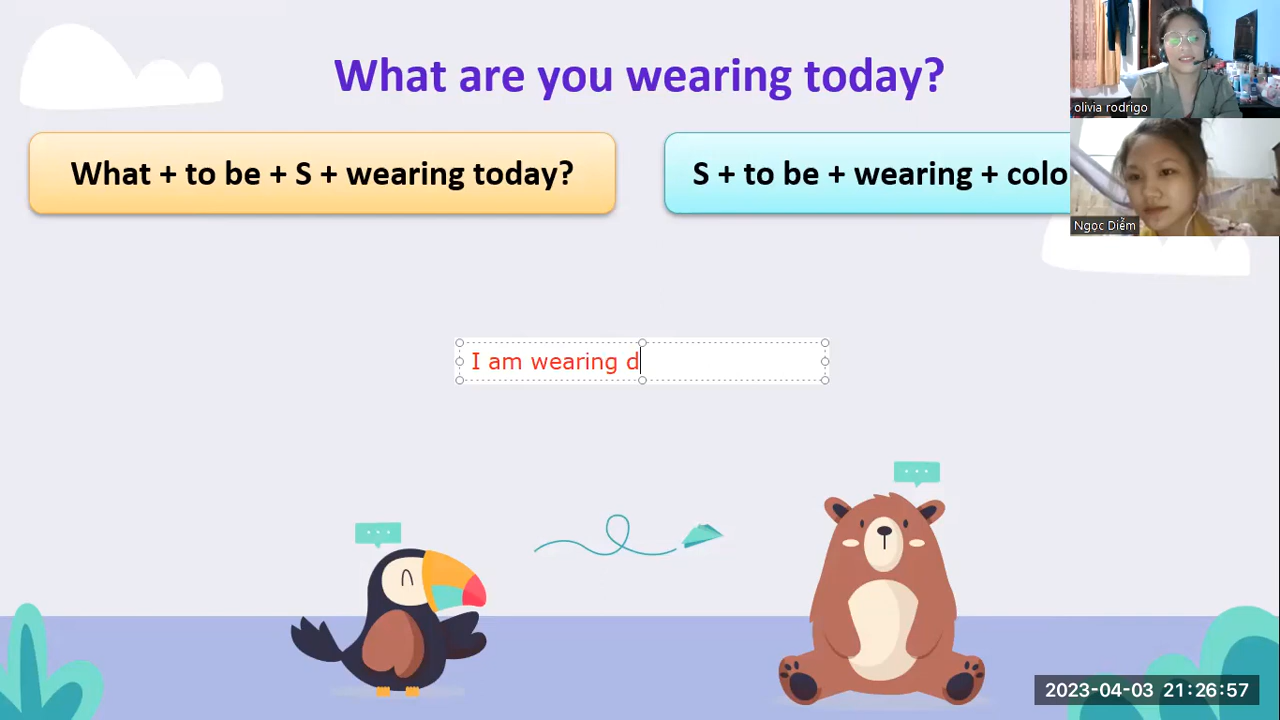 What are you wearing today?
What + to be + S + wearing today?
S + to be + wearing + colo
I am wearing d
olivia rodrigo
Ngọc Diễm
2023-04-03 21:26:57